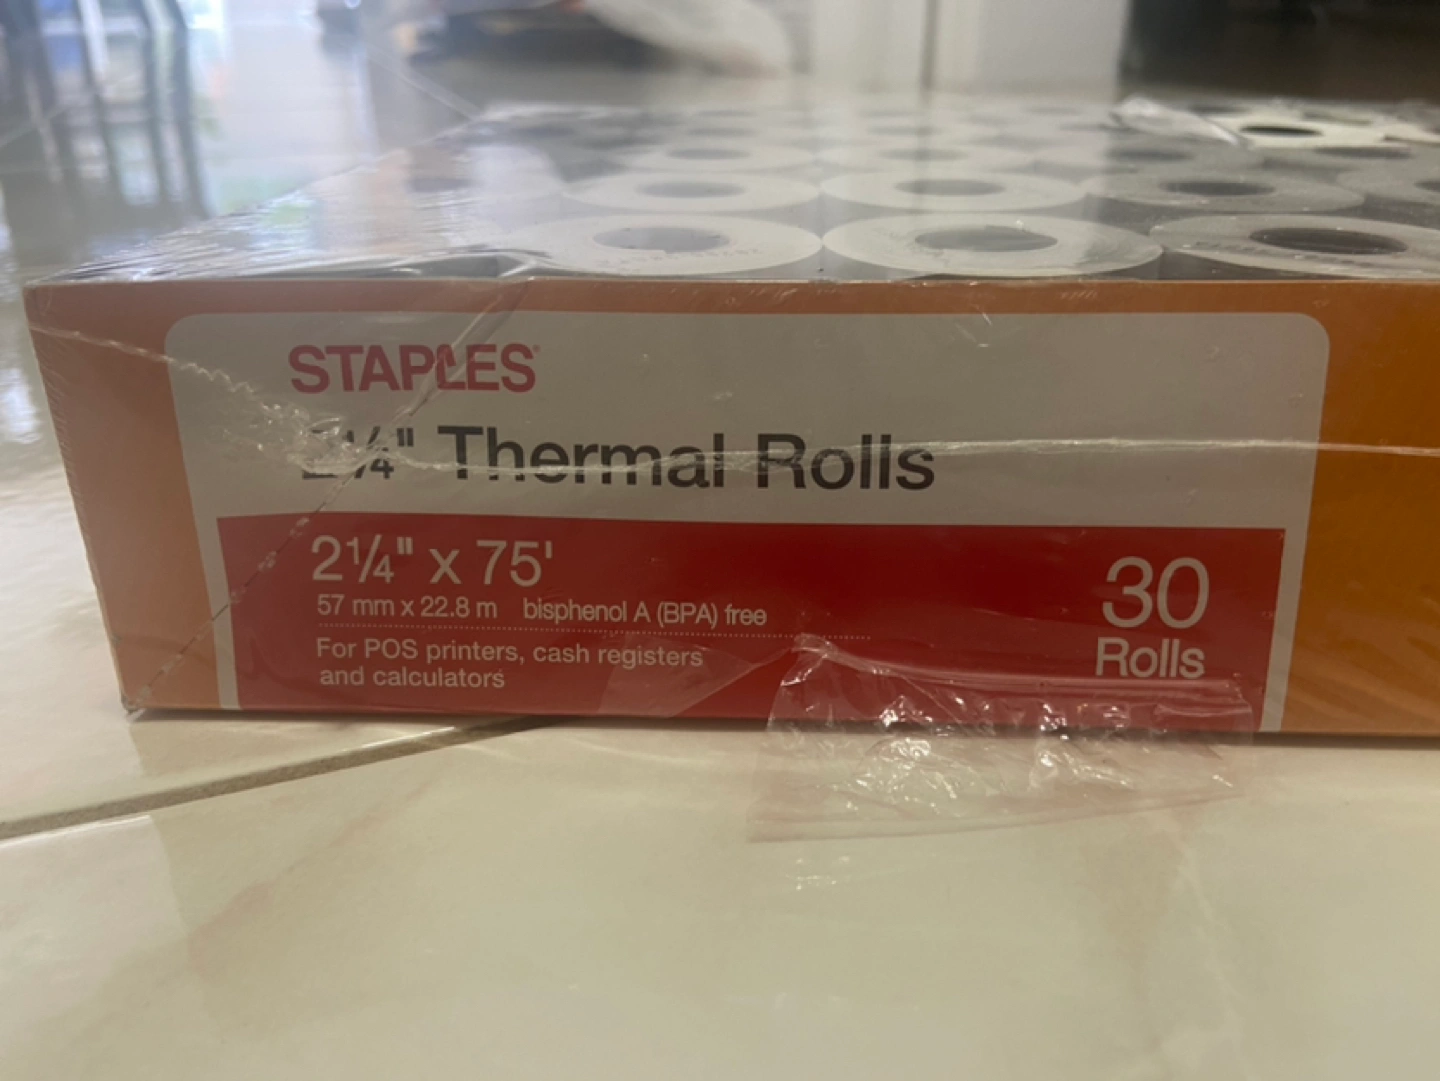 STAPLES®
2¼" Thermal Rolls
2¼" x 75'
57 mm x 22.8 m bisphenol A (BPA) free
For POS printers, cash registers
and calculators
30
Rolls